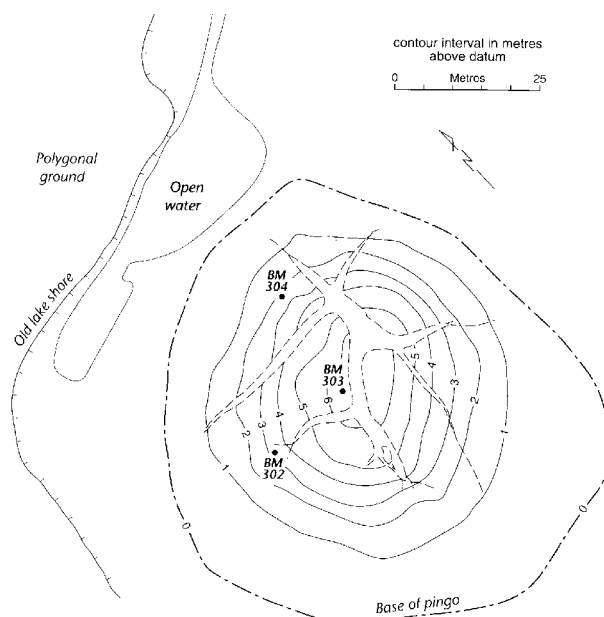 contour interval in metres
above datum
0 Metros 25
N
Polygonal
ground
Open
water
Old lake shore
BM
304
BM
303
BM
302
5
4
3
2
1
6
5
4
3
2
1
0
0
Base of pingo